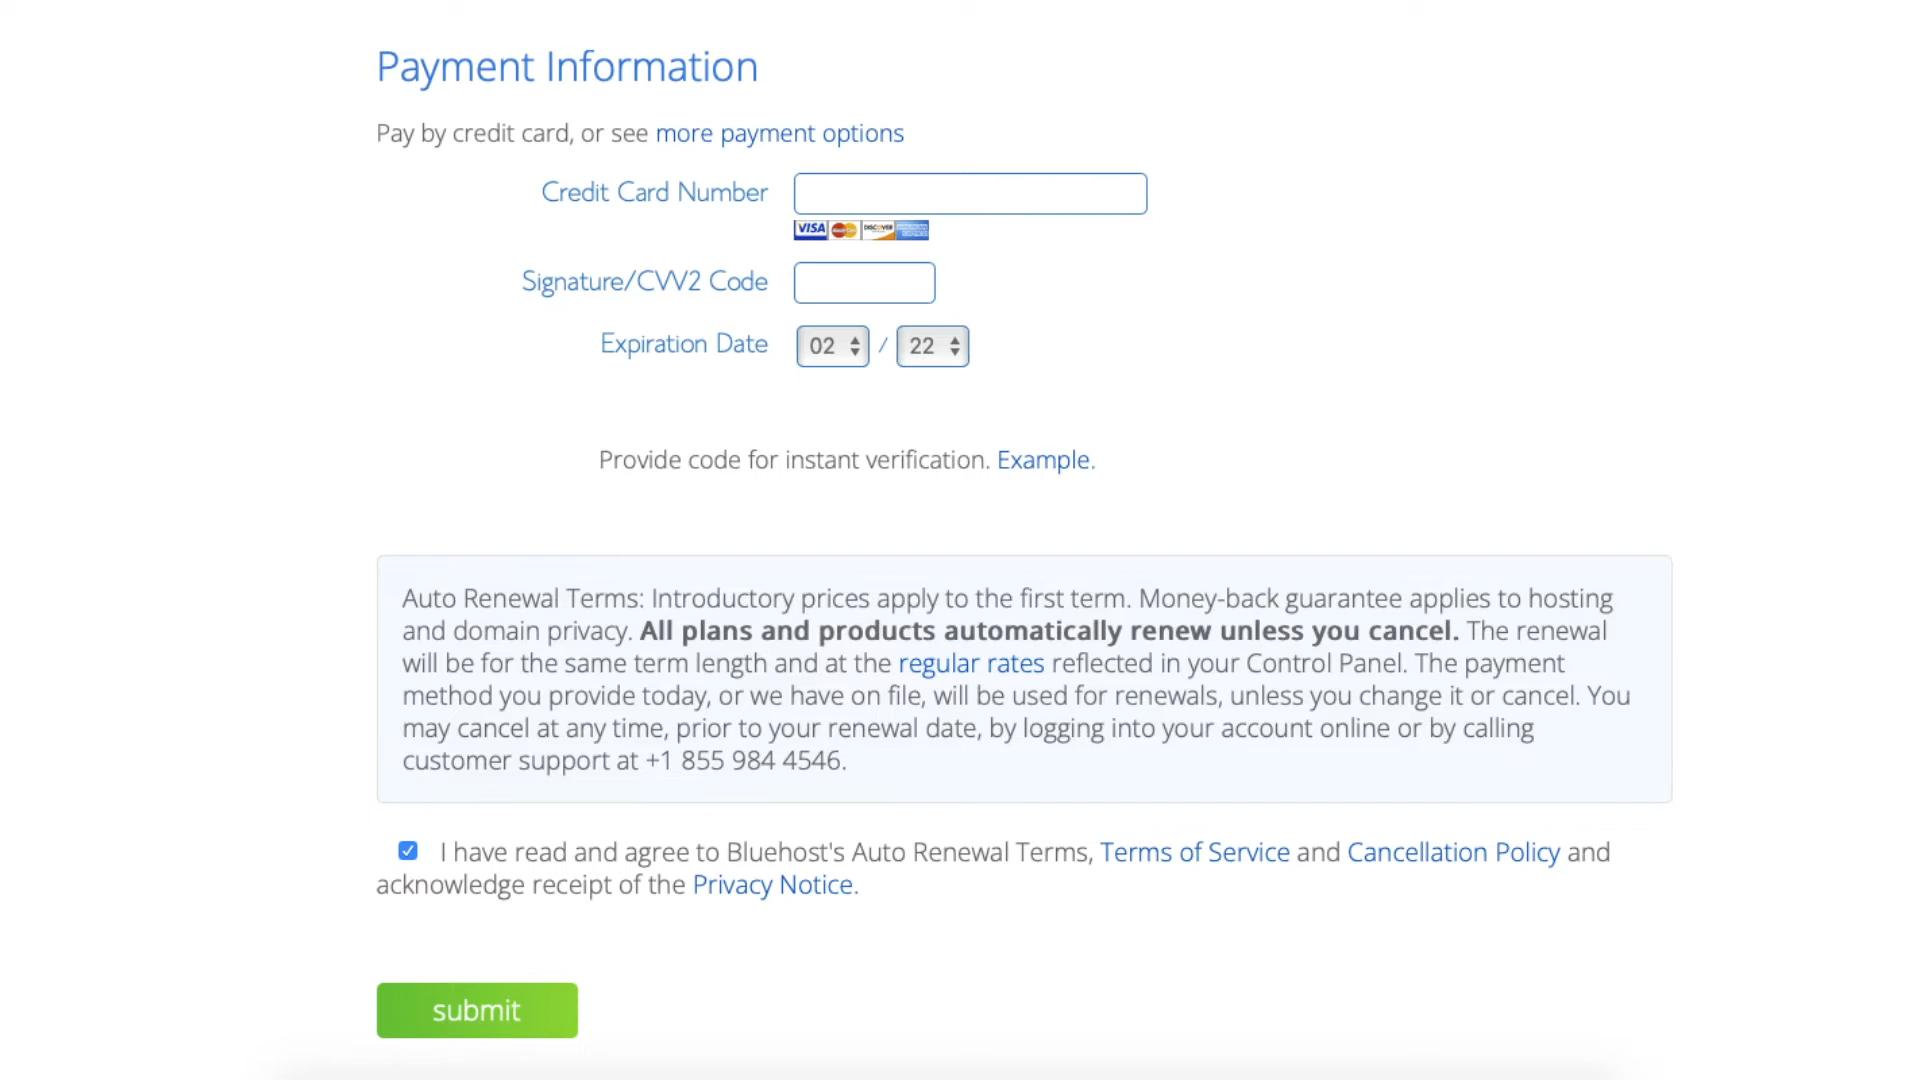 Payment Information
Pay by credit card, or see more payment options
Credit Card Number
VISA MasterCard DISCOVER
Signature/CVV2 Code
Expiration Date 02 / 22
Provide code for instant verification. Example.
Auto Renewal Terms: Introductory prices apply to the first term. Money-back guarantee applies to hosting
and domain privacy. All plans and products automatically renew unless you cancel. The renewal
will be for the same term length and at the regular rates reflected in your Control Panel. The payment
method you provide today, or we have on file, will be used for renewals, unless you change it or cancel. You
may cancel at any time, prior to your renewal date, by logging into your account online or by calling
customer support at +1 855 984 4546.
I have read and agree to Bluehost's Auto Renewal Terms, Terms of Service and Cancellation Policy and
acknowledge receipt of the Privacy Notice.
submit